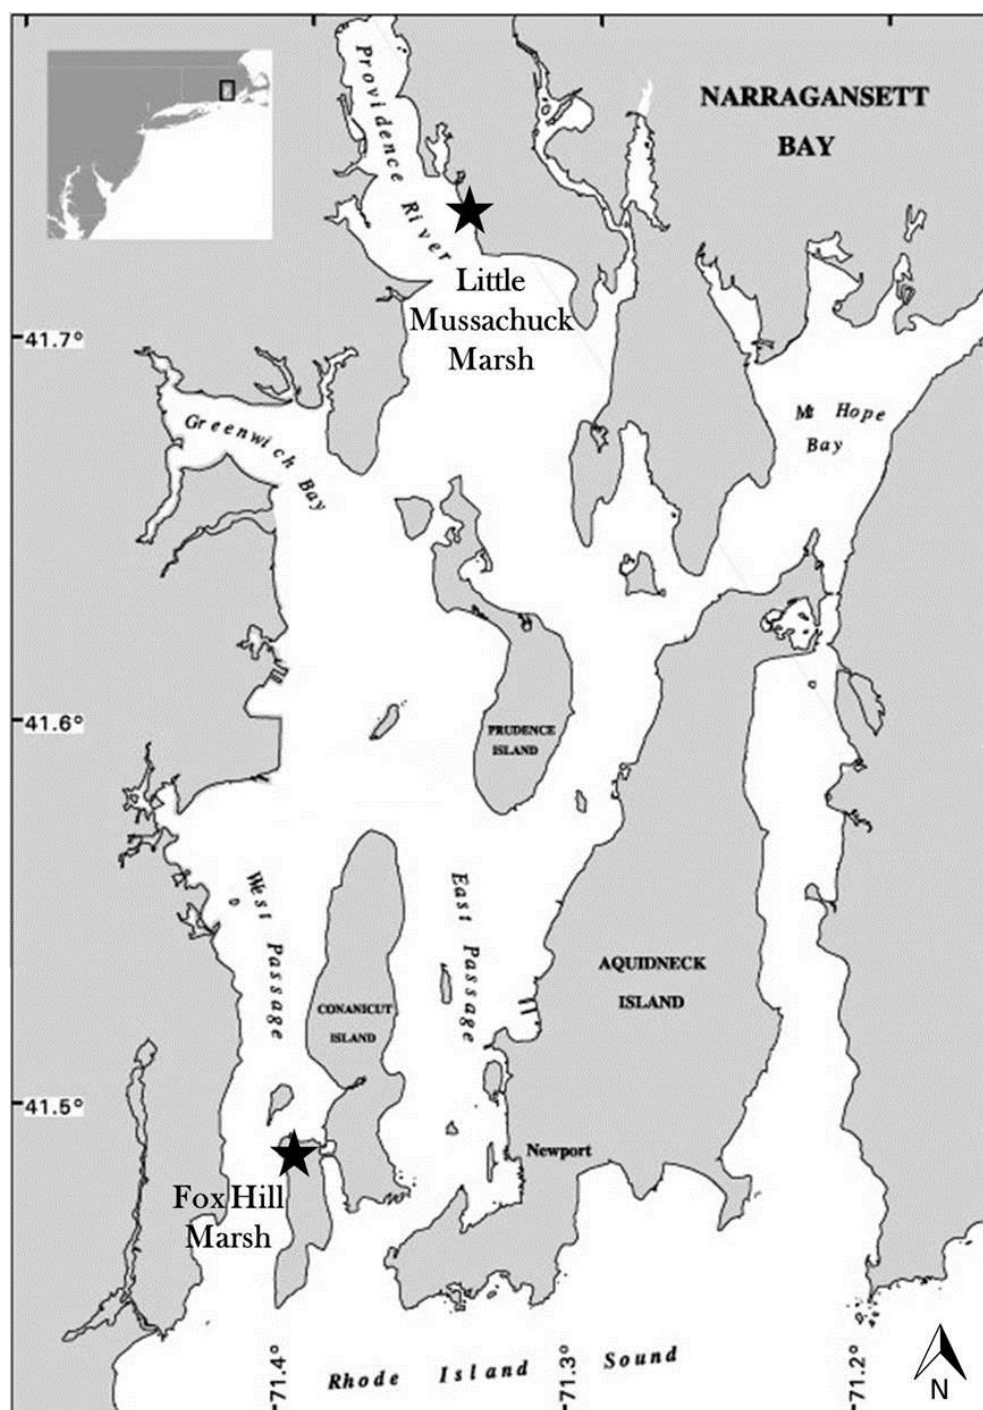 NARRAGANSETT
BAY
Providence River
Little
Mussachuck
Marsh
41.7°
Greenwich Bay
Mt Hope
Bay
41.6°
PRUDENCE
ISLAND
West Passage
East Passage
AQUIDNECK
ISLAND
CONANICUT
ISLAND
41.5°
Newport
Fox Hill
Marsh
Rhode Island Sound
-71.4°
-71.3°
-71.2°
N